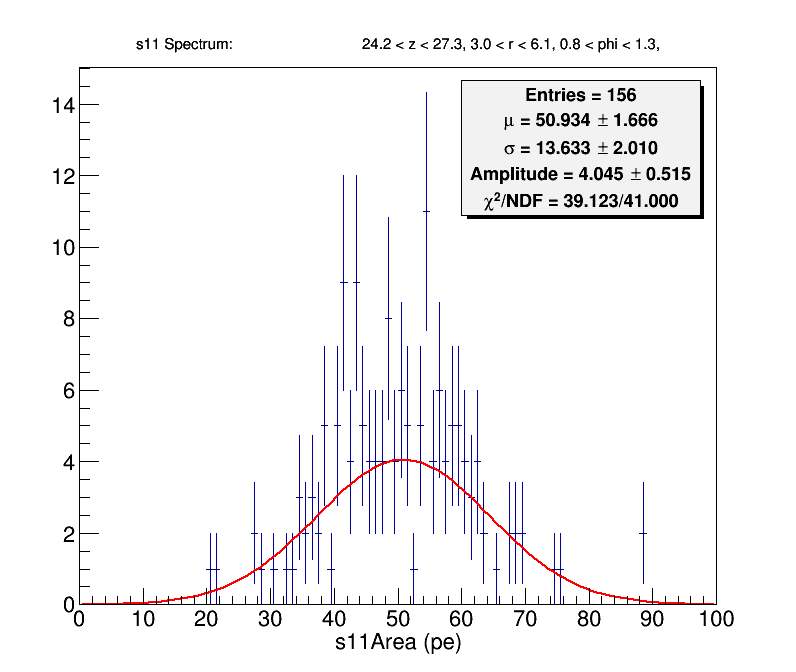 s11 Spectrum: 24.2 < z < 27.3, 3.0 < r < 6.1, 0.8 < phi < 1.3,
Entries = 156
μ = 50.934 ± 1.666
σ = 13.633 ± 2.010
Amplitude = 4.045 ± 0.515
χ²/NDF = 39.123/41.000
14
12
10
8
6
4
2
0
0 10 20 30 40 50 60 70 80 90 100
s11Area (pe)